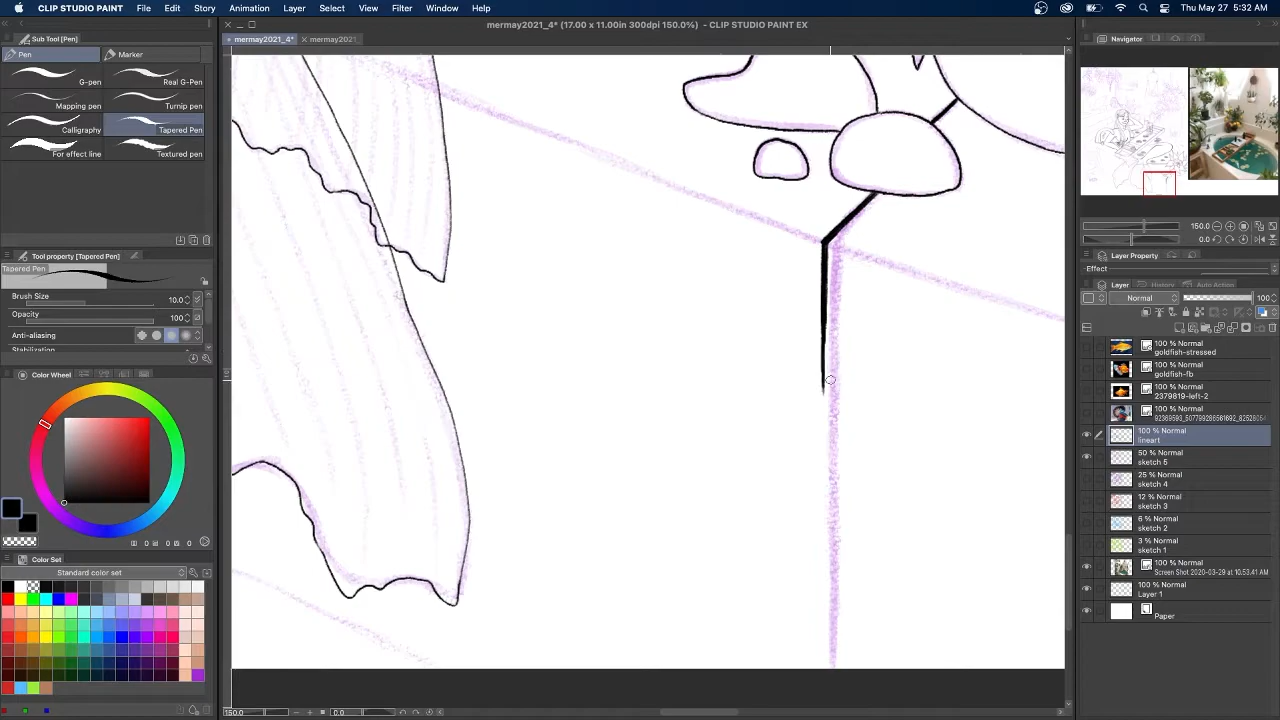 CLIP STUDIO PAINT File Edit Story Animation Layer Select View Filter Window Help Thu May 27 5:32 AM
mermay2021_4* (17.00 x 11.00in 300dpi 150.0%) - CLIP STUDIO PAINT EX
Sub Tool [Pen]
mermay2021_4* mermay2021_
Navigator
Pen Marker
G-pen Real G-Pen
Mapping pen Turnip pen
Calligraphy Tapered Pen
For effect line Textured pen
Tool property [Tapered Pen]
Tapered Pen
Brush Size 10.0
Opacity 100
Anti-aliasing
Stabilization
Color Wheel
0 0 0
Color Set
Standard color set
150.0
0.0
Layer Property
Effect
Layer History Auto Action
Normal 100
100 % Normal
goldfish-stressed
100 % Normal
goldfish-fb
100 % Normal
2379819-left-2
100 % Normal
100 % Normal
lineart
50 % Normal
sketch 5
25 % Normal
sketch 4
12 % Normal
sketch 3
6 % Normal
sketch 2
3 % Normal
sketch 1
100 % Normal
Screen Shot 2020-03-29 at 10.53.41 AM
100 % Normal
Layer 1
Paper
150.0 0.0